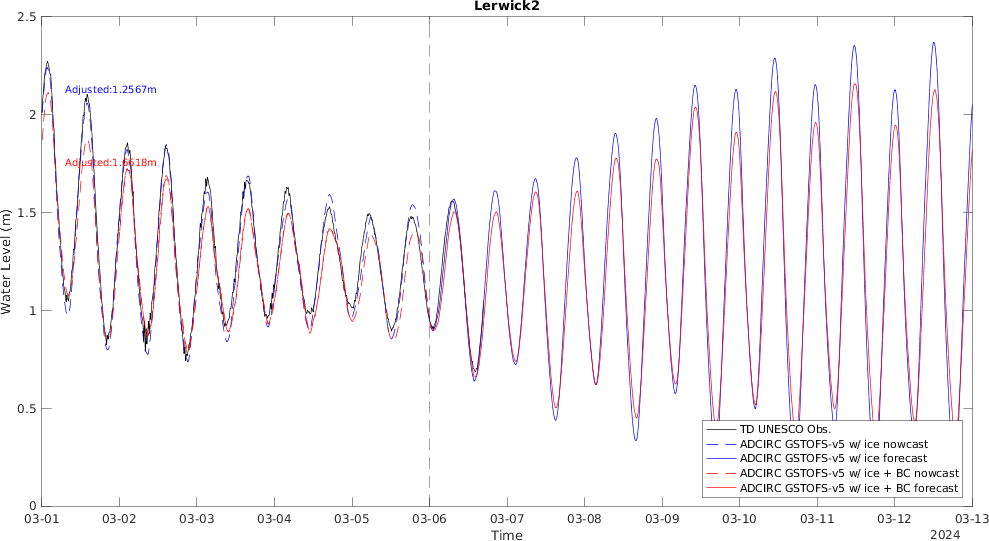 Lerwick2
2.5
2
1.5
1
0.5
0
Water Level (m)
Adjusted:1.2567m
Adjusted:1.6618m
TD UNESCO Obs.
ADCIRC GSTOFS-v5 w/ ice nowcast
ADCIRC GSTOFS-v5 w/ ice forecast
ADCIRC GSTOFS-v5 w/ ice + BC nowcast
ADCIRC GSTOFS-v5 w/ ice + BC forecast
03-01 03-02 03-03 03-04 03-05 03-06 03-07 03-08 03-09 03-10 03-11 03-12 03-13
Time
2024